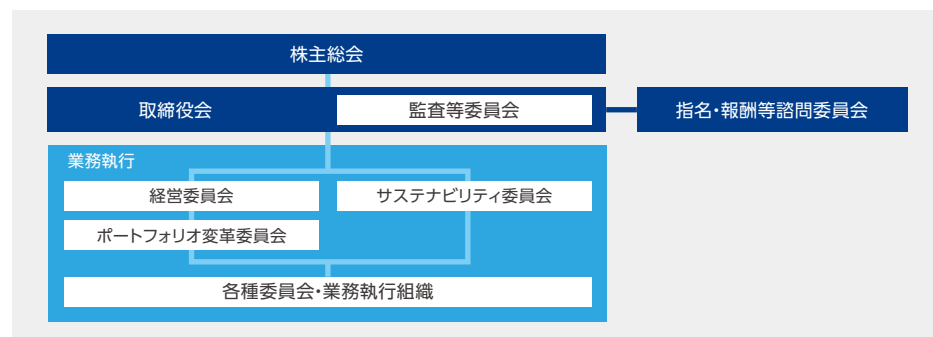 株主総会
取締役会
監査等委員会
指名・報酬等諮問委員会
業務執行
経営委員会
サステナビリティ委員会
ポートフォリオ変革委員会
各種委員会・業務執行組織